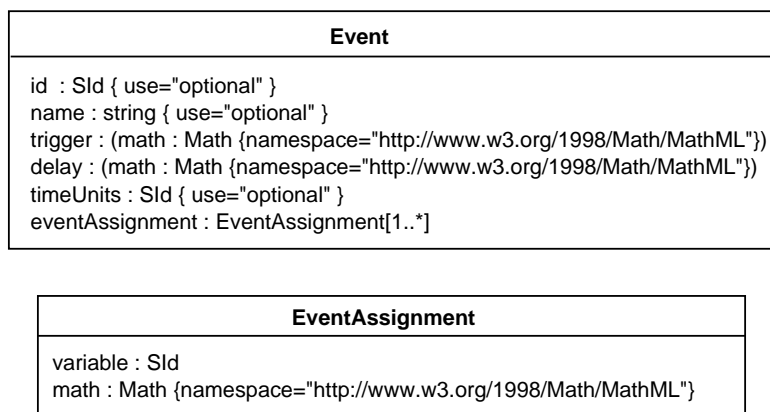 Event
id : SId { use="optional" }
name : string { use="optional" }
trigger : (math : Math {namespace="http://www.w3.org/1998/Math/MathML"})
delay : (math : Math {namespace="http://www.w3.org/1998/Math/MathML"})
timeUnits : SId { use="optional" }
eventAssignment : EventAssignment[1..*]
EventAssignment
variable : SId
math : Math {namespace="http://www.w3.org/1998/Math/MathML"}